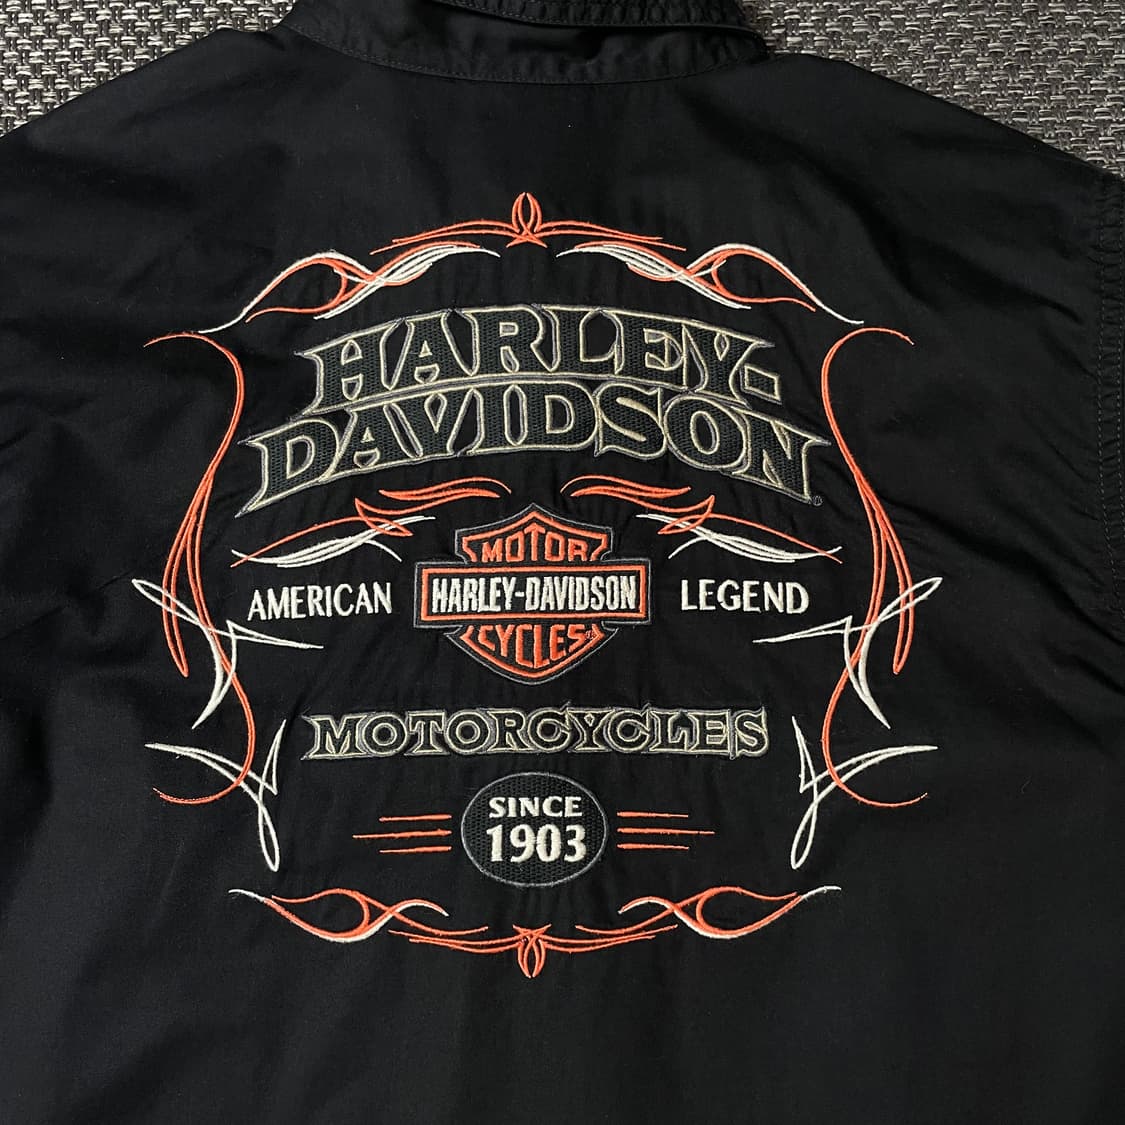 HARLEY-
DAVIDSON®
MOTOR
AMERICAN HARLEY-DAVIDSON LEGEND
CYCLES
MOTORCYCLES
SINCE
1903